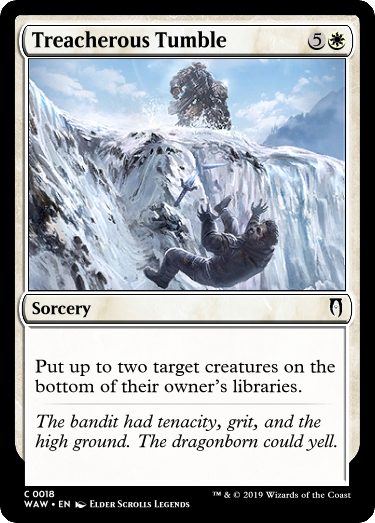 Treacherous Tumble 5
Sorcery
Put up to two target creatures on the
bottom of their owner's libraries.
The bandit had tenacity, grit, and the
high ground. The dragonborn could yell.
C 0018
WAW • EN Elder Scrolls Legends
™ & © 2019 Wizards of the Coast